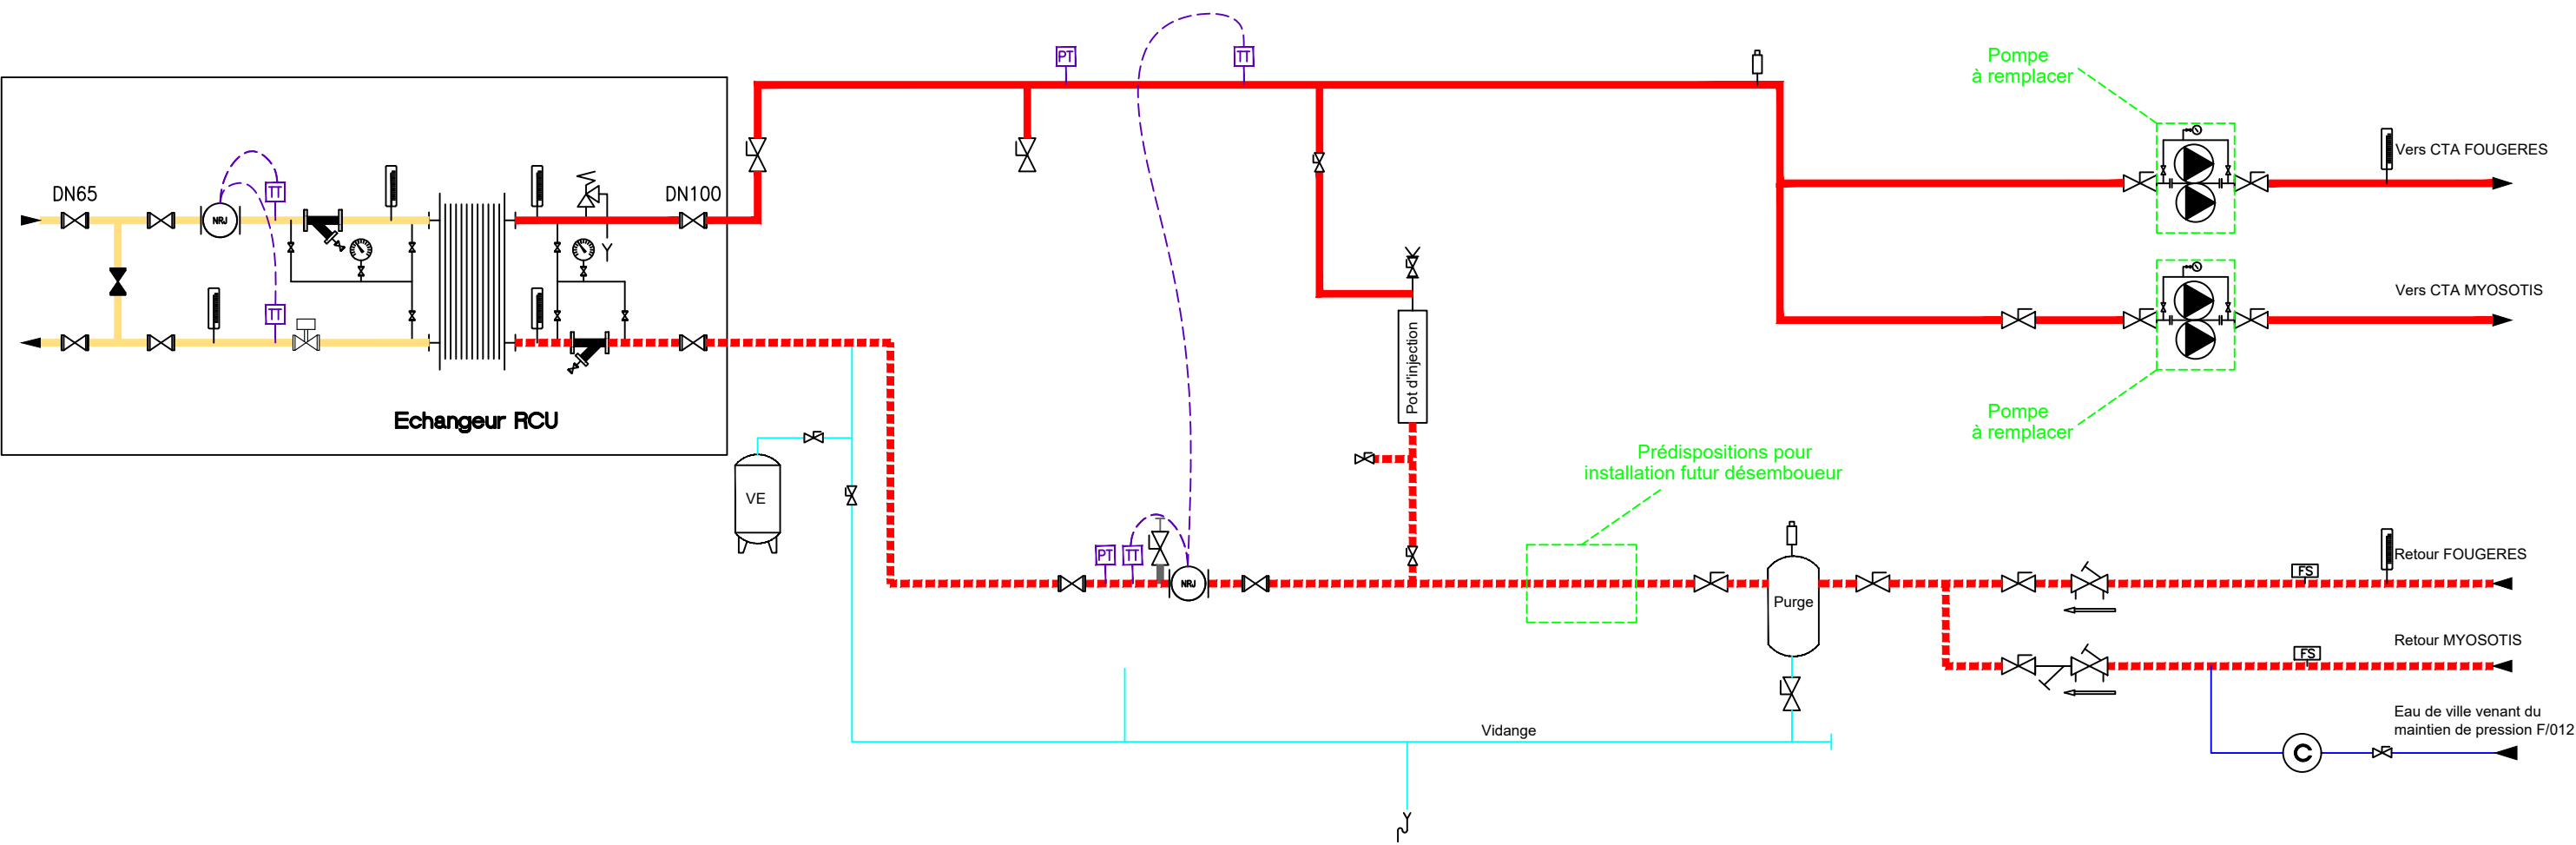 PT
TT
Pompe
à remplacer
Vers CTA FOUGERES
DN65
TT
NRJ
DN100
TT
Echangeur RCU
Vers CTA MYOSOTIS
Pompe
à remplacer
Pot d'injection
Prédispositions pour
installation futur désemboueur
VE
PT
TT
NRJ
Purge
FS
Retour FOUGERES
FS
Retour MYOSOTIS
Eau de ville venant du
maintien de pression F/012
C
Vidange